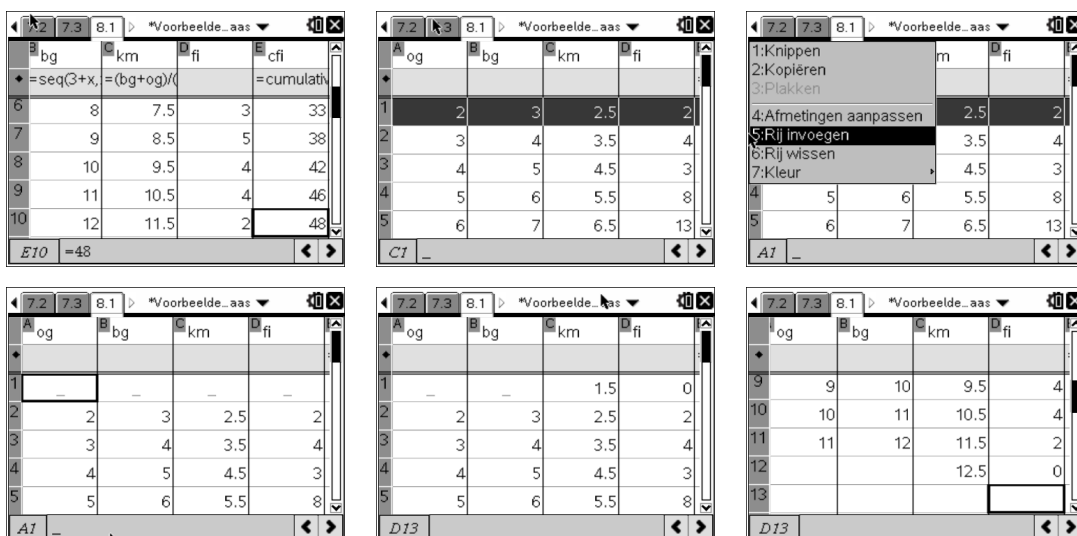 7.2 7.3 8.1 *Voorbeelde…aas
B bg C km D fi E cfi
=seq(3+x, =(bg+og)/( =cumulativ
6 8 7.5 3 33
7 9 8.5 5 38
8 10 9.5 4 42
9 11 10.5 4 46
10 12 11.5 2 48
E10 =48
7.2 7.3 8.1 *Voorbeelde…aas
A og B bg C km D fi
1 2 3 2.5 2
2 3 4 3.5 4
3 4 5 4.5 3
4 5 6 5.5 8
5 6 7 6.5 13
C1 _
7.2 7.3 8.1 *Voorbeelde…aas
1:Knippen
2:Kopiëren
3:Plakken
4:Afmetingen aanpassen
5:Rij invoegen
6:Rij wissen
7:Kleur
m D fi
2.5 2
3.5 4
4.5 3
4 5 6 5.5 8
5 6 7 6.5 13
A1 _
7.2 7.3 8.1 *Voorbeelde…aas
A og B bg C km D fi
1 _ _ _ _
2 2 3 2.5 2
3 3 4 3.5 4
4 4 5 4.5 3
5 5 6 5.5 8
A1 _
7.2 7.3 8.1 *Voorbeelde…aas
A og B bg C km D fi
1 _ _ 1.5 0
2 2 3 2.5 2
3 3 4 3.5 4
4 4 5 4.5 3
5 5 6 5.5 8
D13
7.2 7.3 8.1 *Voorbeelde…aas
og B bg C km D fi
9 9 10 9.5 4
10 10 11 10.5 4
11 11 12 11.5 2
12 12.5 0
13
D13